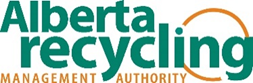 Alberta
recycling
MANAGEMENT AUTHORITY